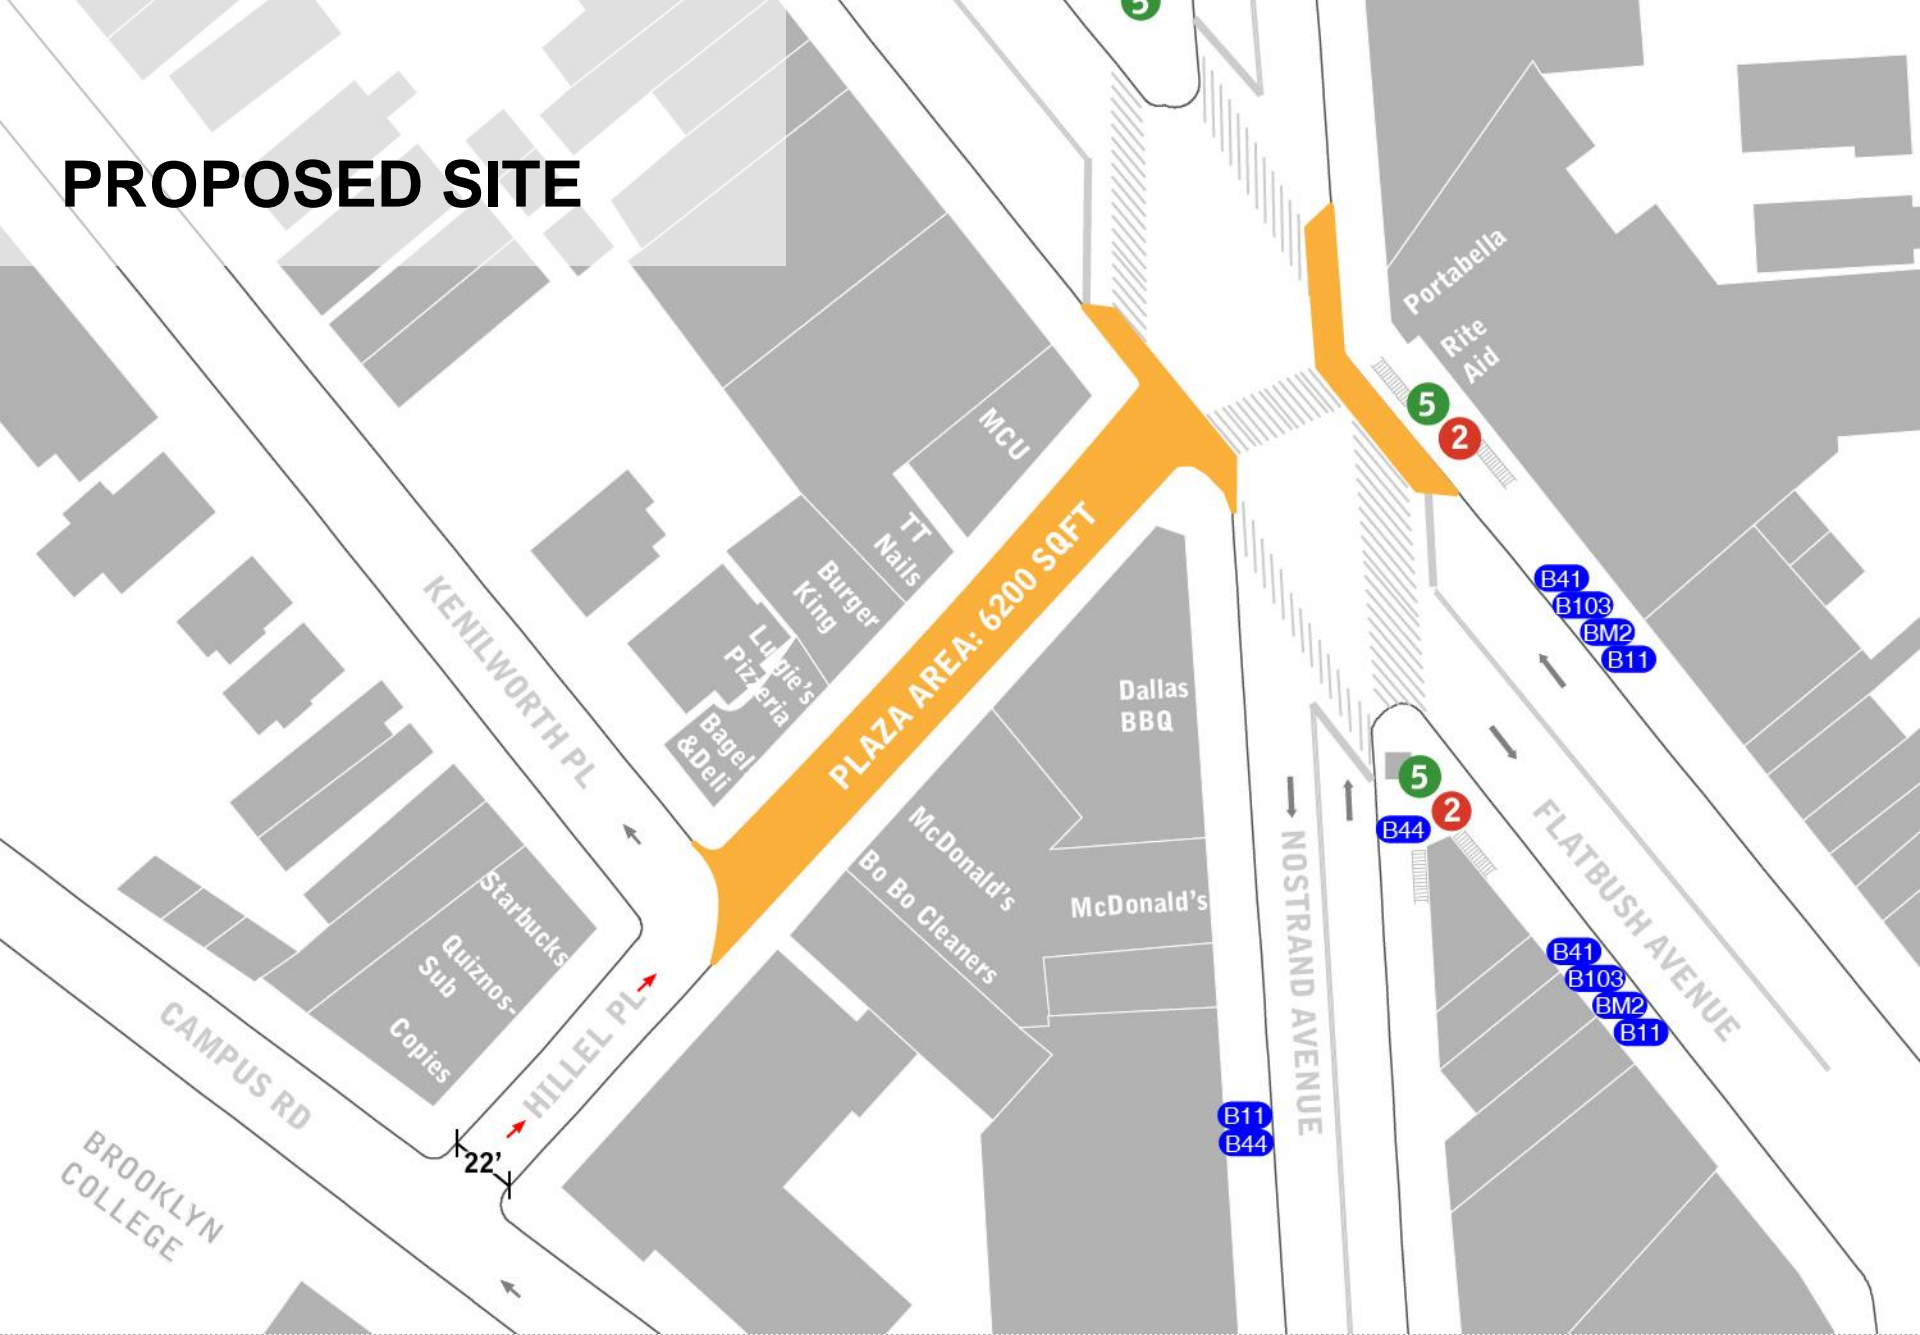 5
PROPOSED SITE
Portabella
Rite
Aid
5
2
MCU
TT
Nails
Burger
King
Luigie's
Pizzeria
Bagel
&Deli
PLAZA AREA: 6200 SQFT
KENILWORTH PL
B41
B103
BM2
B11
Dallas
BBQ
5
2
B44
McDonald's
Bo Bo Cleaners
McDonald's
NOSTRAND AVENUE
FLATBUSH AVENUE
Starbucks
Quiznos-
Sub
Copies
B41
B103
BM2
B11
HILLEL PL
CAMPUS RD
22’
B11
B44
BROOKLYN
COLLEGE